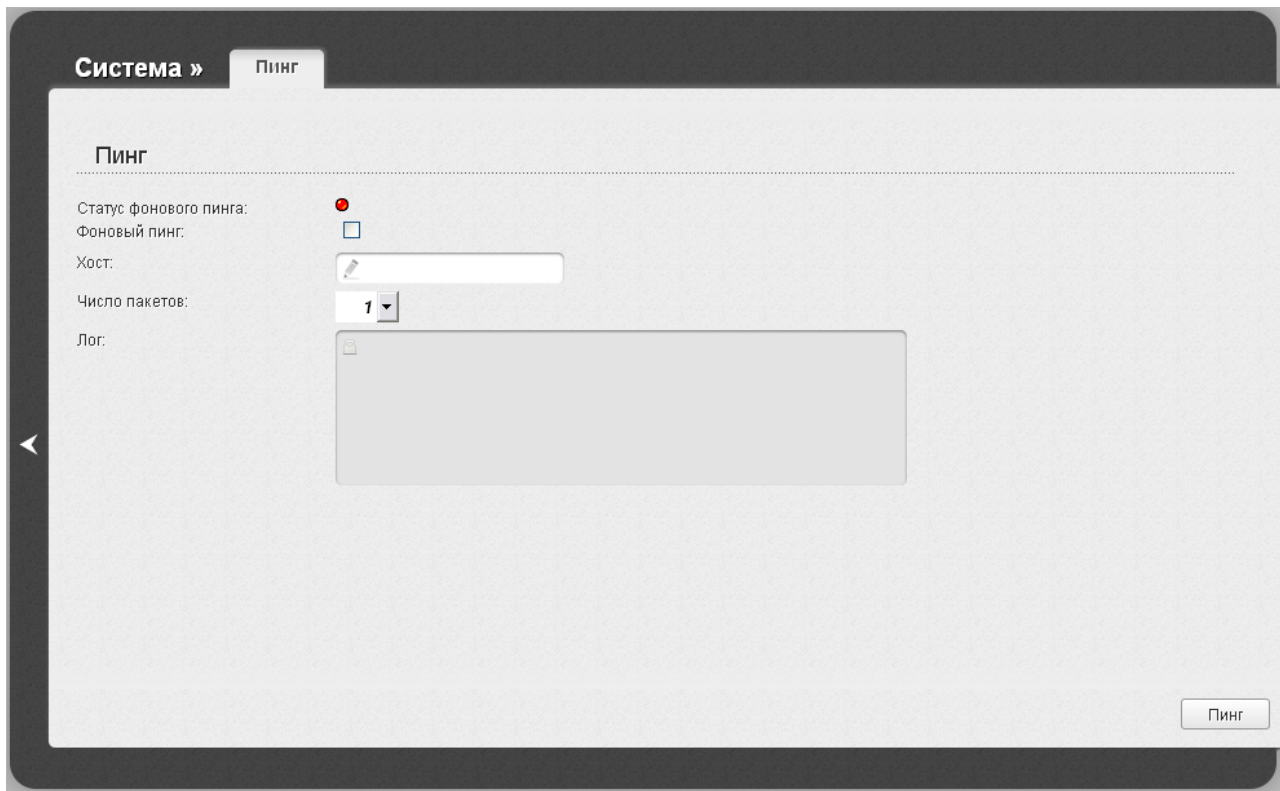 Система »
Пинг
Пинг
Статус фонового пинга:
Фоновый пинг:
Хост:
Число пакетов:
1
Лог:
Пинг